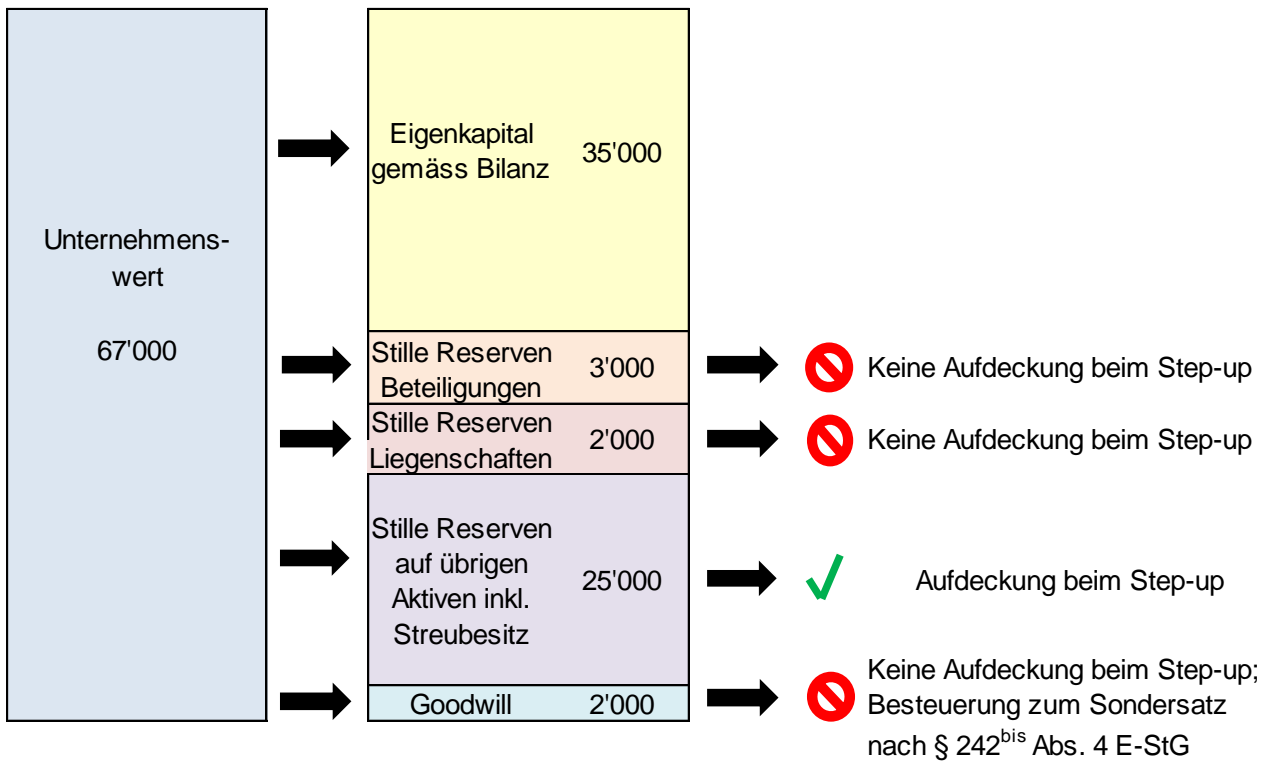 Unternehmens-
wert
67'000
Eigenkapital
gemäss Bilanz
35'000
Stille Reserven
Beteiligungen
3'000
Keine Aufdeckung beim Step-up
Stille Reserven
Liegenschaften
2'000
Keine Aufdeckung beim Step-up
Stille Reserven
auf übrigen
Aktiven inkl.
Streubesitz
25'000
Aufdeckung beim Step-up
Goodwill
2'000
Keine Aufdeckung beim Step-up;
Besteuerung zum Sondersatz
nach § 242bis Abs. 4 E-StG